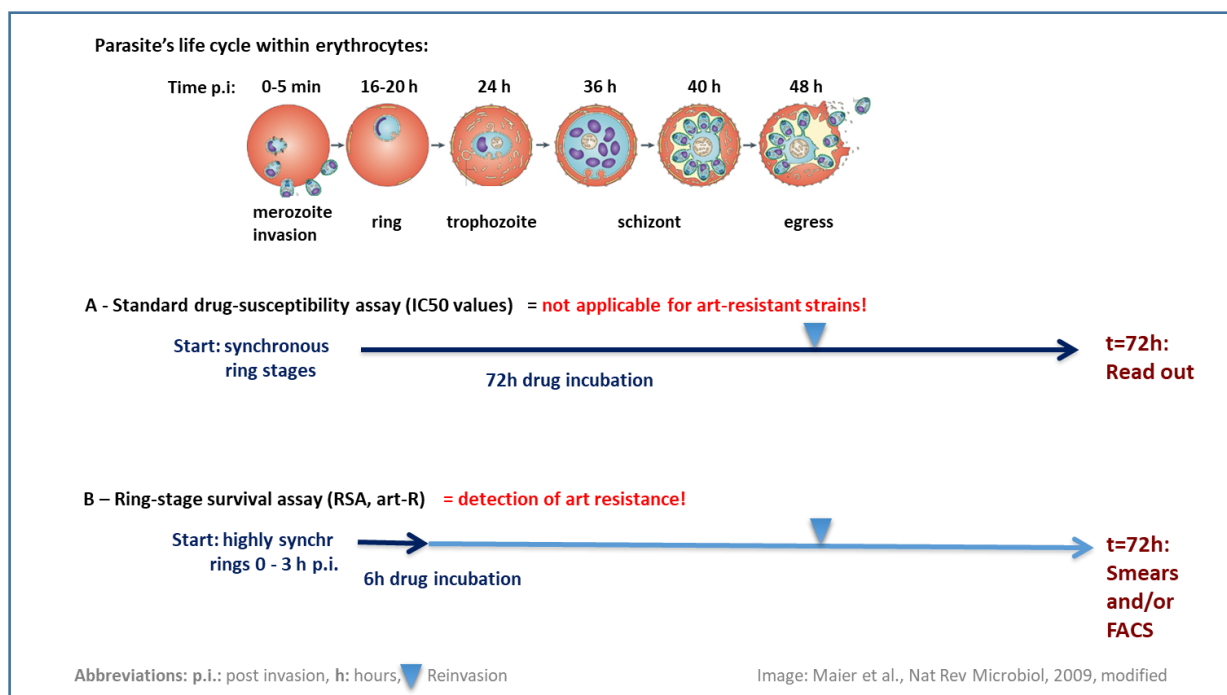 Parasite's life cycle within erythrocytes:
Time p.i: 0-5 min 16-20 h 24 h 36 h 40 h 48 h
merozoite invasion ring trophozoite schizont egress
A - Standard drug-susceptibility assay (IC50 values) = not applicable for art-resistant strains!
Start: synchronous
ring stages
72h drug incubation
t=72h:
Read out
B – Ring-stage survival assay (RSA, art-R) = detection of art resistance!
Start: highly synchr
rings 0 - 3 h p.i.
6h drug incubation
t=72h:
Smears
and/or
FACS
Abbreviations: p.i.: post invasion, h: hours, Reinvasion
Image: Maier et al., Nat Rev Microbiol, 2009, modified